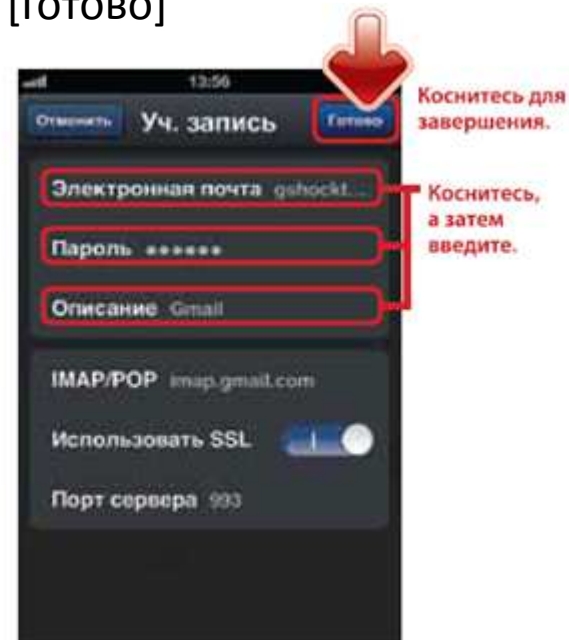 [Готово]
13:56
Отменить Уч. запись Готово
Коснитесь для
завершения.
Электронная почта gshockt...
Коснитесь,
а затем
введите.
Пароль ●●●●●●
Описание Gmail
IMAP/POP imap.gmail.com
Использовать SSL
Порт сервера 993